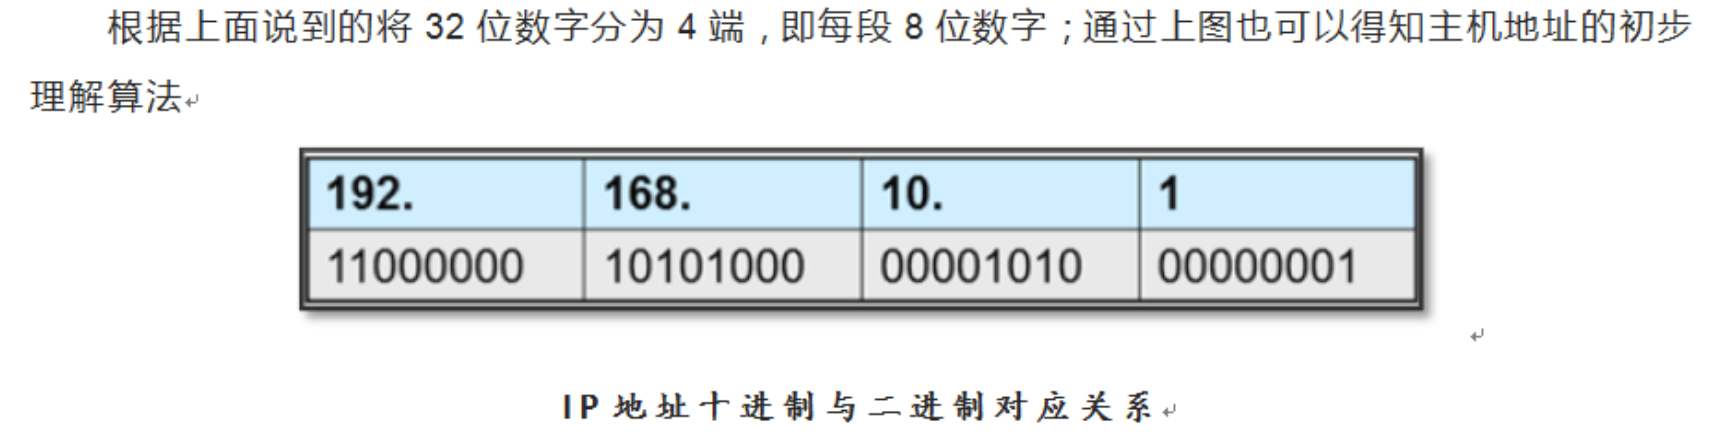 根据上面说到的将 32 位数字分为 4 端，即每段 8 位数字；通过上图也可以得知主机地址的初步
理解算法↵
192. 168. 10. 1
11000000 10101000 00001010 00000001
↵
IP 地址十进制与二进制对应关系↵